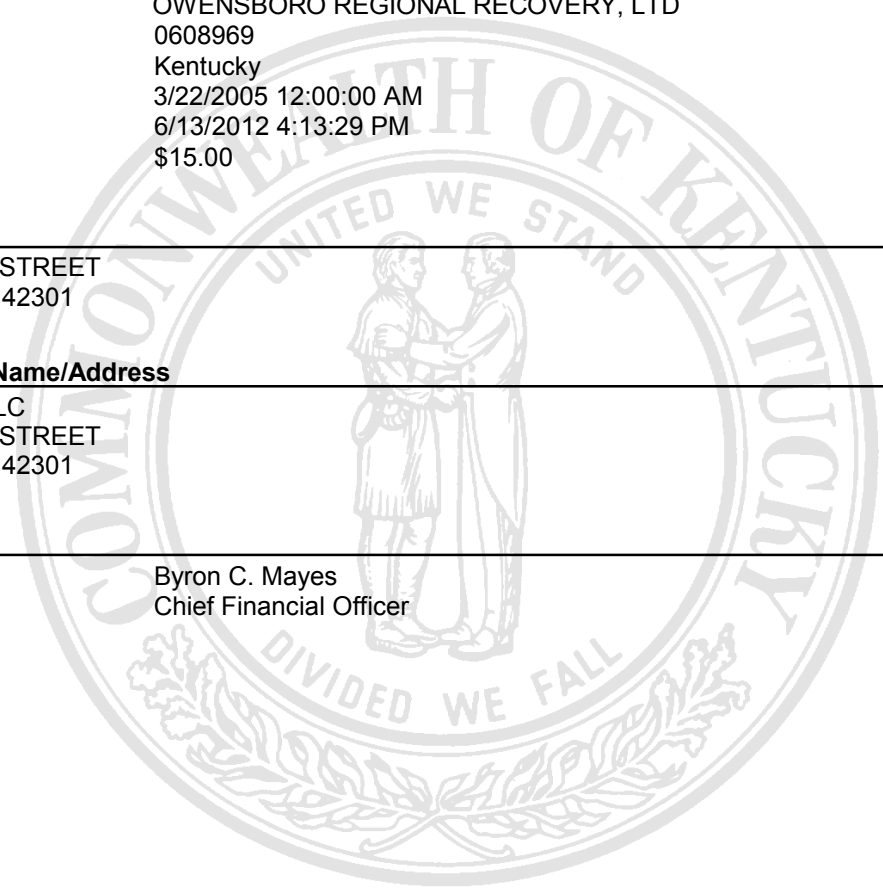 OWENSBORO REGIONAL RECOVERY, LTD
0608969
Kentucky
3/22/2005 12:00:00 AM
6/13/2012 4:13:29 PM
$15.00
STREET
42301
Name/Address
LC
STREET
42301
Byron C. Mayes
Chief Financial Officer
COMMONWEALTH OF KENTUCKY
UNITED WE STAND
DIVIDED WE FALL